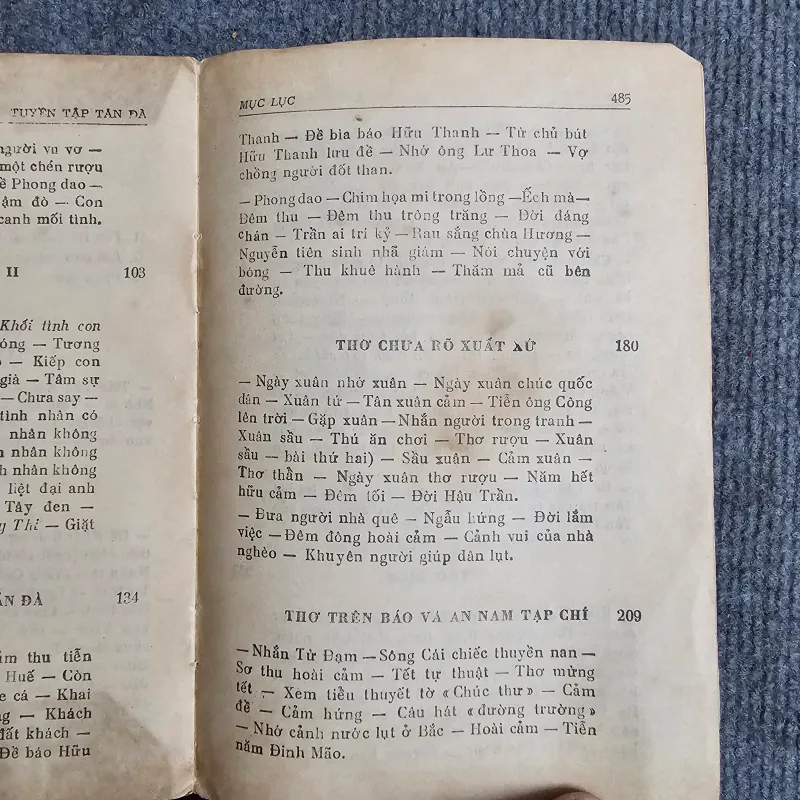 TUYỂN TẬP TẢN ĐÀ
người vu vơ —
một chén rượu
ề Phong dao —
ậm đò — Con
canh mối tình.
II 103
Khối tình con
óng — Tương
— Kiếp con
già — Tâm sự
— Chưa say —
tình nhân có
nhân không
nhân không
nhân không
liệt đại anh
Tây đen —
y Thi — Giặt
ẢN ĐÀ 134
ảm thu tiễn
Huế — Còn
e cá — Khai
ng — Khách
đất khách —
Đề báo Hữu
MỤC LỤC 485
Thanh — Đề bìa báo Hữu Thanh — Từ chủ bút
Hữu Thanh lưu đề — Nhớ ông Lư Thoa — Vợ
chồng người đốt than.
— Phong dao — Chim họa mi trong lồng — Ếch mà —
Đêm thu — Đêm thu trông trăng — Đời đáng
chán — Trần ai tri kỷ — Rau sắng chùa Hương —
Nguyễn tiên sinh nhã giám — Nói chuyện với
bóng — Thu khuê hành — Thăm mả cũ bên
đường.
THƠ CHƯA RÕ XUẤT XỨ 180
— Ngày xuân nhớ xuân — Ngày xuân chúc quốc
dân — Xuân tứ — Tân xuân cảm — Tiễn ông Công
lên trời — Gặp xuân — Nhắn người trong tranh —
Xuân sầu — Thú ăn chơi — Thơ rượu — Xuân
sầu — bài thứ hai) — Sầu xuân — Cảm xuân —
Thơ thần — Ngày xuân thơ rượu — Năm hết
hữu cảm — Đêm tối — Đời Hậu Trần.
— Đưa người nhà quê — Ngẫu hứng — Đời lắm
việc — Đêm đông hoài cảm — Cảnh vui của nhà
nghèo — Khuyên người giúp dân lụt.
THƠ TRÊN BÁO VÀ AN NAM TẠP CHÍ 209
— Nhắn Từ Đạm — Sông Cái chiếc thuyền nan —
Sơ thu hoài cảm — Tết tự thuật — Thơ mừng
tết — Xem tiểu thuyết tờ « Chúc thư » — Cảm
đề — Cảm hứng — Câu hát « đường trường »
— Nhớ cảnh nước lụt ở Bắc — Hoài cảm — Tiễn
năm Đinh Mão.